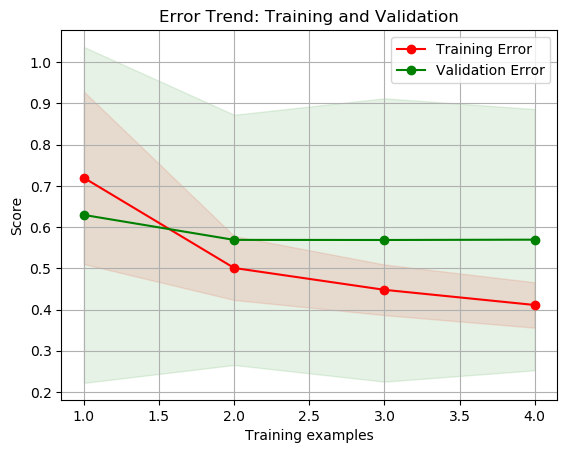 Error Trend: Training and Validation
Training Error
Validation Error
1.0
0.9
0.8
0.7
0.6
0.5
0.4
0.3
0.2
Score
1.0 1.5 2.0 2.5 3.0 3.5 4.0
Training examples